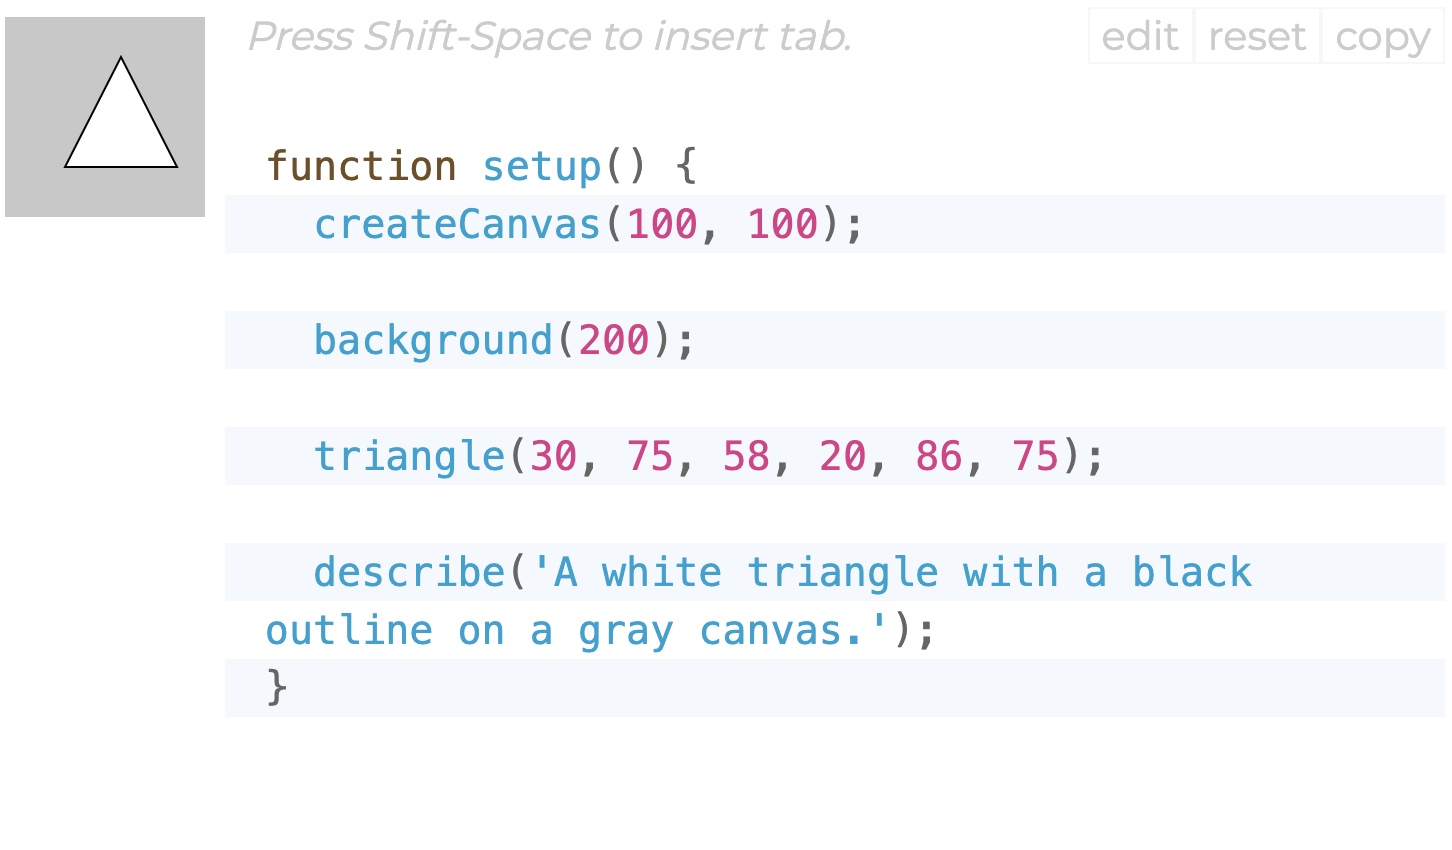 Press Shift-Space to insert tab.
edit reset copy
function setup() {
  createCanvas(100, 100);
  background(200);
  triangle(30, 75, 58, 20, 86, 75);
  describe('A white triangle with a black
outline on a gray canvas.');
}